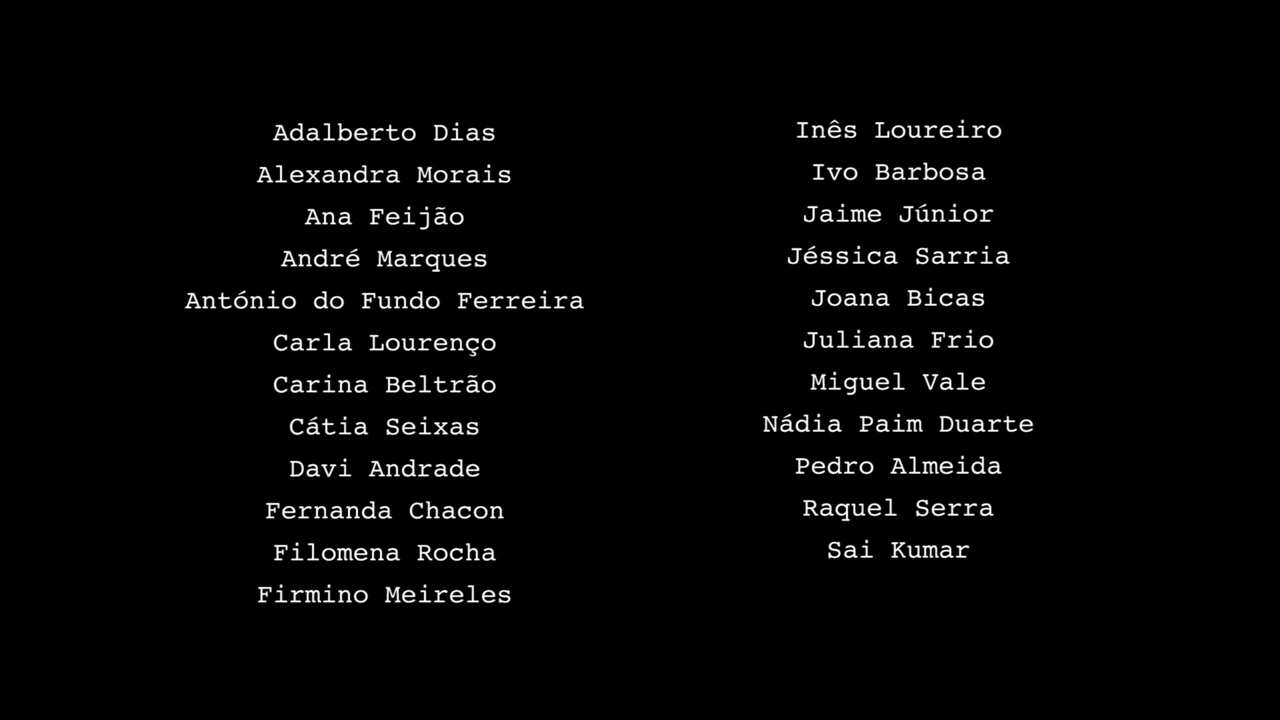 Adalberto Dias
Alexandra Morais
Ana Feijão
André Marques
António do Fundo Ferreira
Carla Lourenço
Carina Beltrão
Cátia Seixas
Davi Andrade
Fernanda Chacon
Filomena Rocha
Firmino Meireles
Inês Loureiro
Ivo Barbosa
Jaime Júnior
Jéssica Sarria
Joana Bicas
Juliana Frio
Miguel Vale
Nádia Paim Duarte
Pedro Almeida
Raquel Serra
Sai Kumar